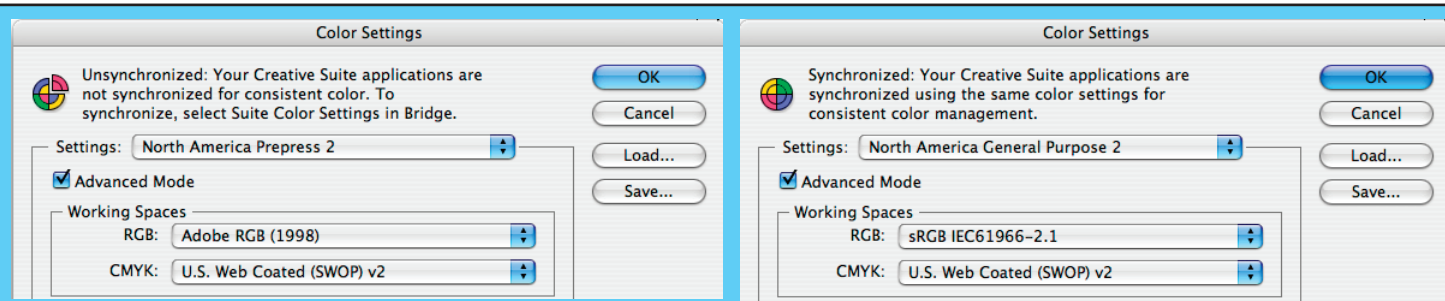 Color Settings
Unsynchronized: Your Creative Suite applications are
not synchronized for consistent color. To
synchronize, select Suite Color Settings in Bridge.
OK
Cancel
Settings: North America Prepress 2
Load...
Advanced Mode
Save...
Working Spaces
RGB: Adobe RGB (1998)
CMYK: U.S. Web Coated (SWOP) v2
Color Settings
Synchronized: Your Creative Suite applications are
synchronized using the same color settings for
consistent color management.
OK
Cancel
Settings: North America General Purpose 2
Load...
Advanced Mode
Save...
Working Spaces
RGB: sRGB IEC61966-2.1
CMYK: U.S. Web Coated (SWOP) v2